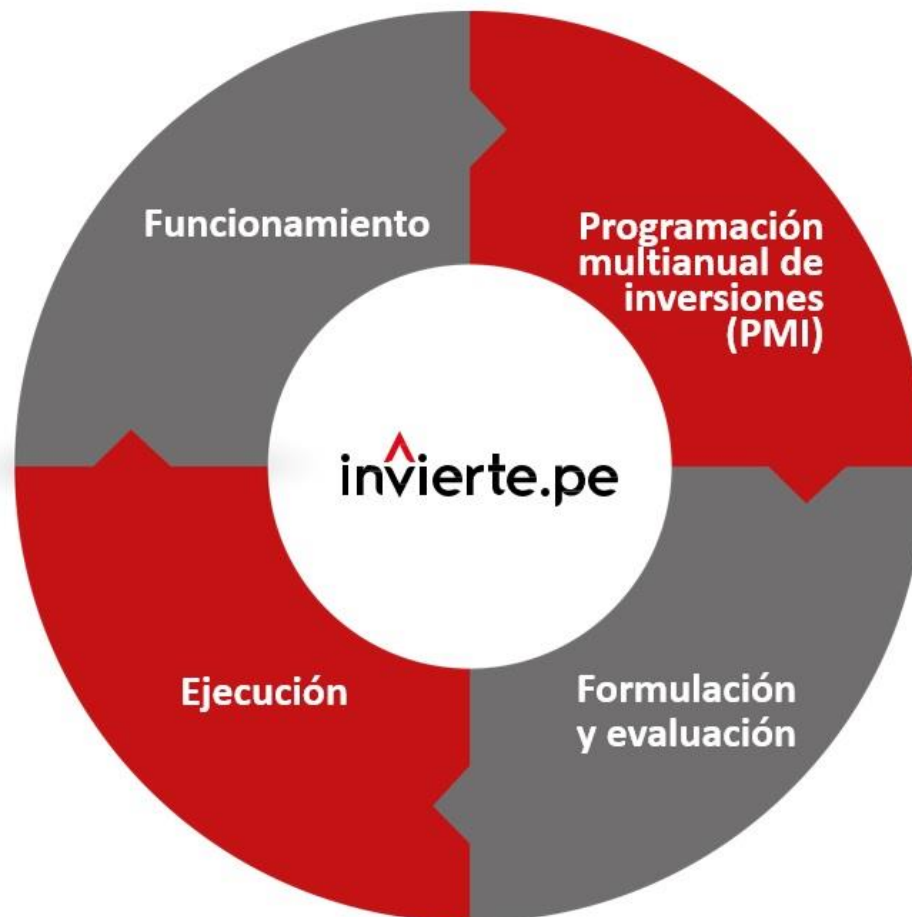 Funcionamiento
Programación
multianual de
inversiones
(PMI)
invierte.pe
Ejecución
Formulación
y evaluación